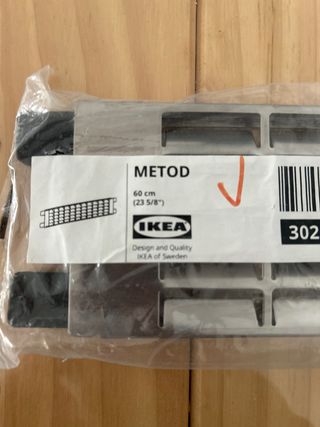 METOD
60 cm
(23 5/8")
IKEA
Design and Quality
IKEA of Sweden
302